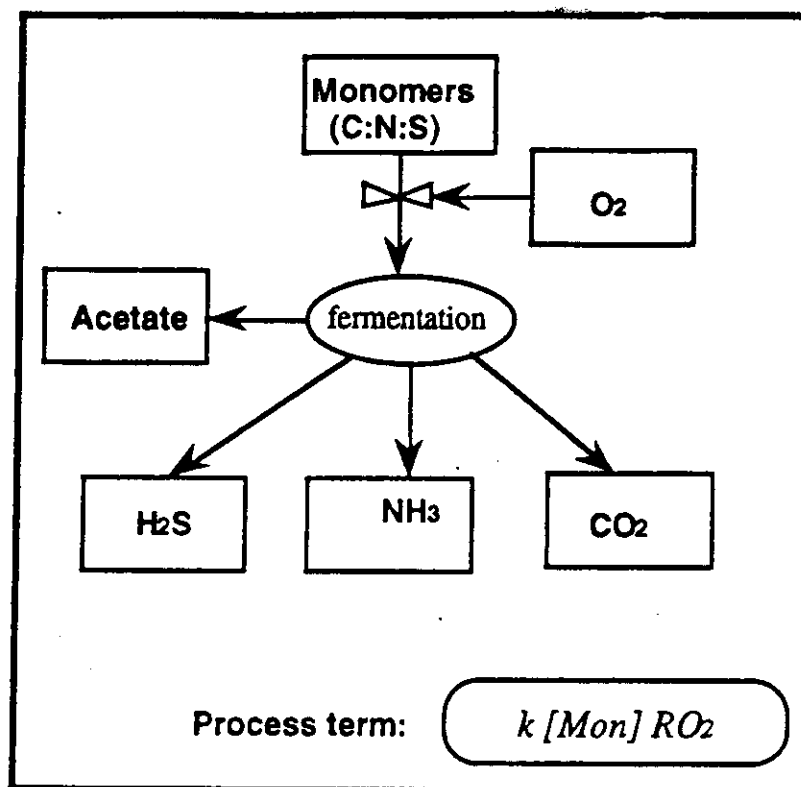 Monomers
(C:N:S)
O2
Acetate
fermentation
H2S
NH3
CO2
Process term:
k [Mon] RO2